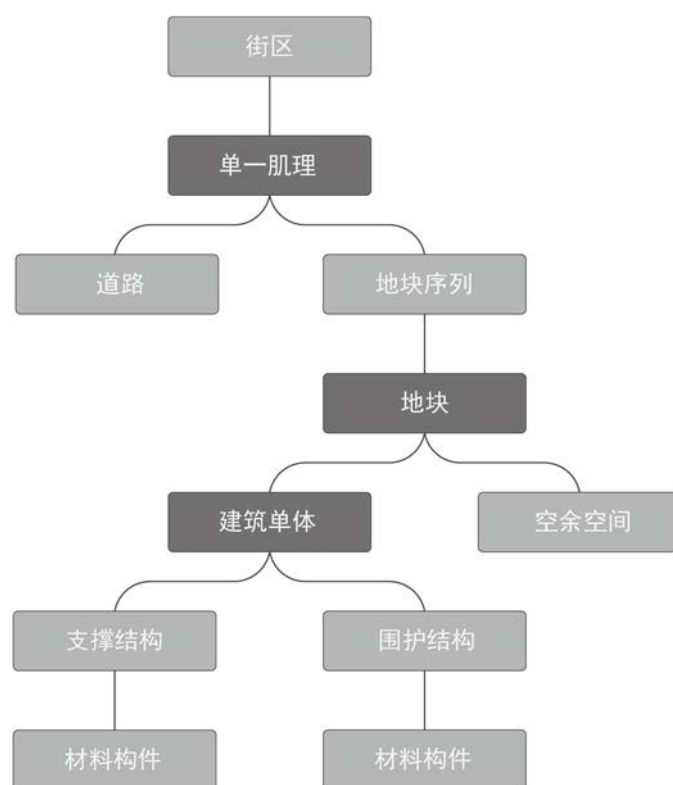 街区
单一肌理
道路
地块序列
地块
建筑单体
空余空间
支撑结构
围护结构
材料构件
材料构件